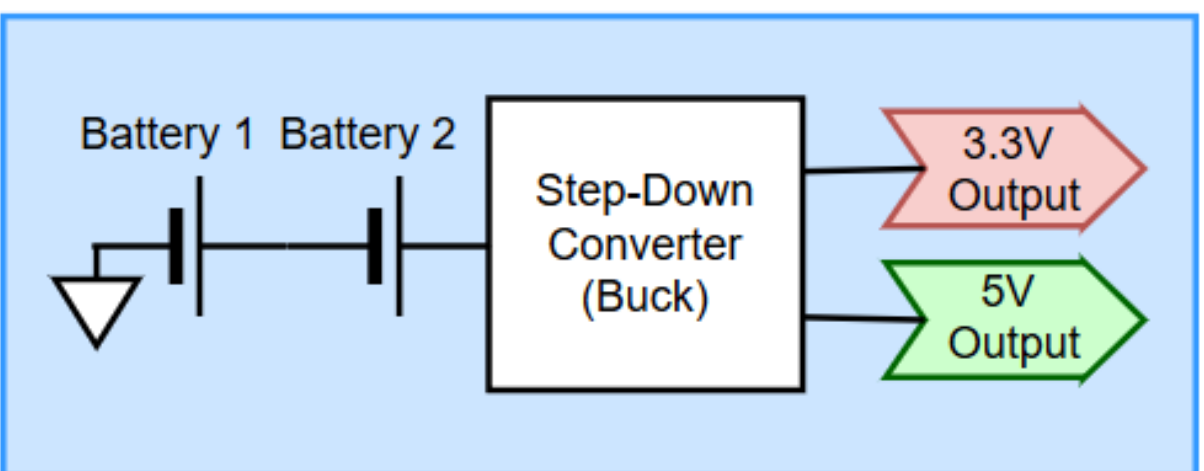 Battery 1 Battery 2
Step-Down
Converter
(Buck)
3.3V
Output
5V
Output